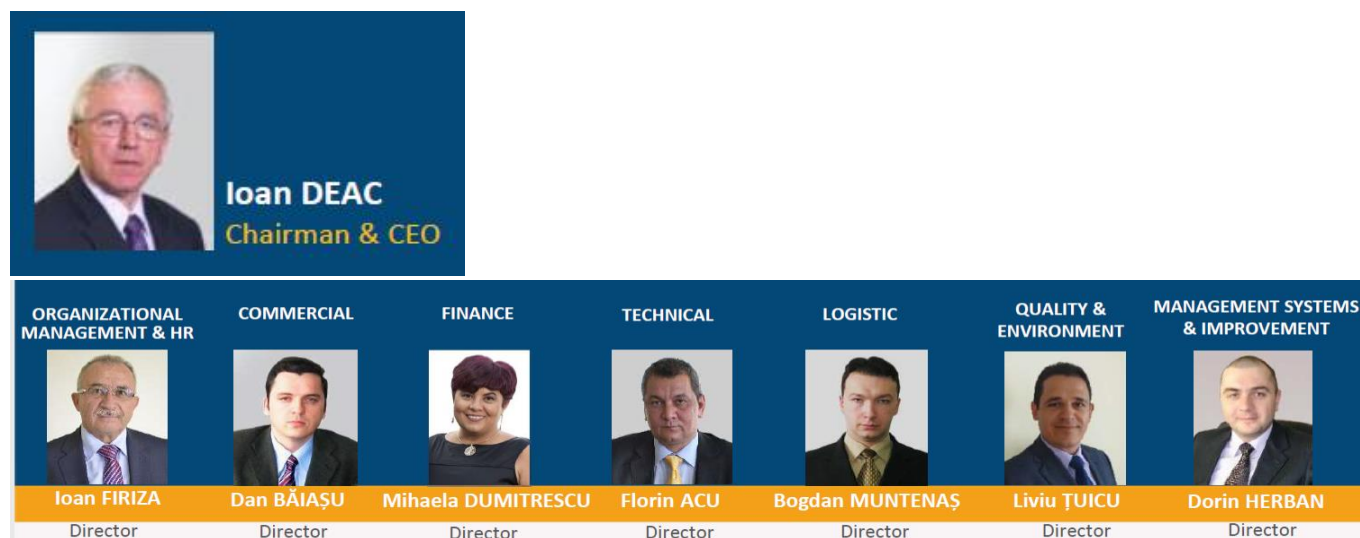 Ioan DEAC
Chairman & CEO
ORGANIZATIONAL
MANAGEMENT & HR
COMMERCIAL
FINANCE
TECHNICAL
LOGISTIC
QUALITY &
ENVIRONMENT
MANAGEMENT SYSTEMS
& IMPROVEMENT
Ioan FIRIZA
Dan BĂIAȘU
Mihaela DUMITRESCU
Florin ACU
Bogdan MUNTENAȘ
Liviu ȚUICU
Dorin HERBAN
Director
Director
Director
Director
Director
Director
Director